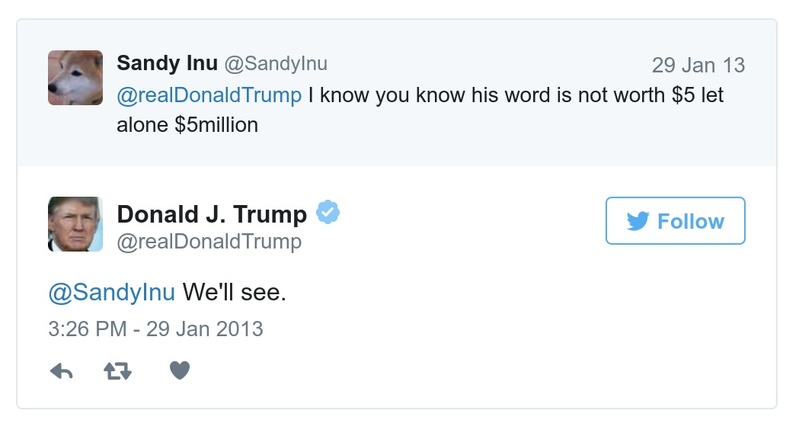 Sandy Inu @SandyInu 29 Jan 13
@realDonaldTrump I know you know his word is not worth $5 let
alone $5million
Donald J. Trump
@realDonaldTrump
Follow
@SandyInu We'll see.
3:26 PM - 29 Jan 2013